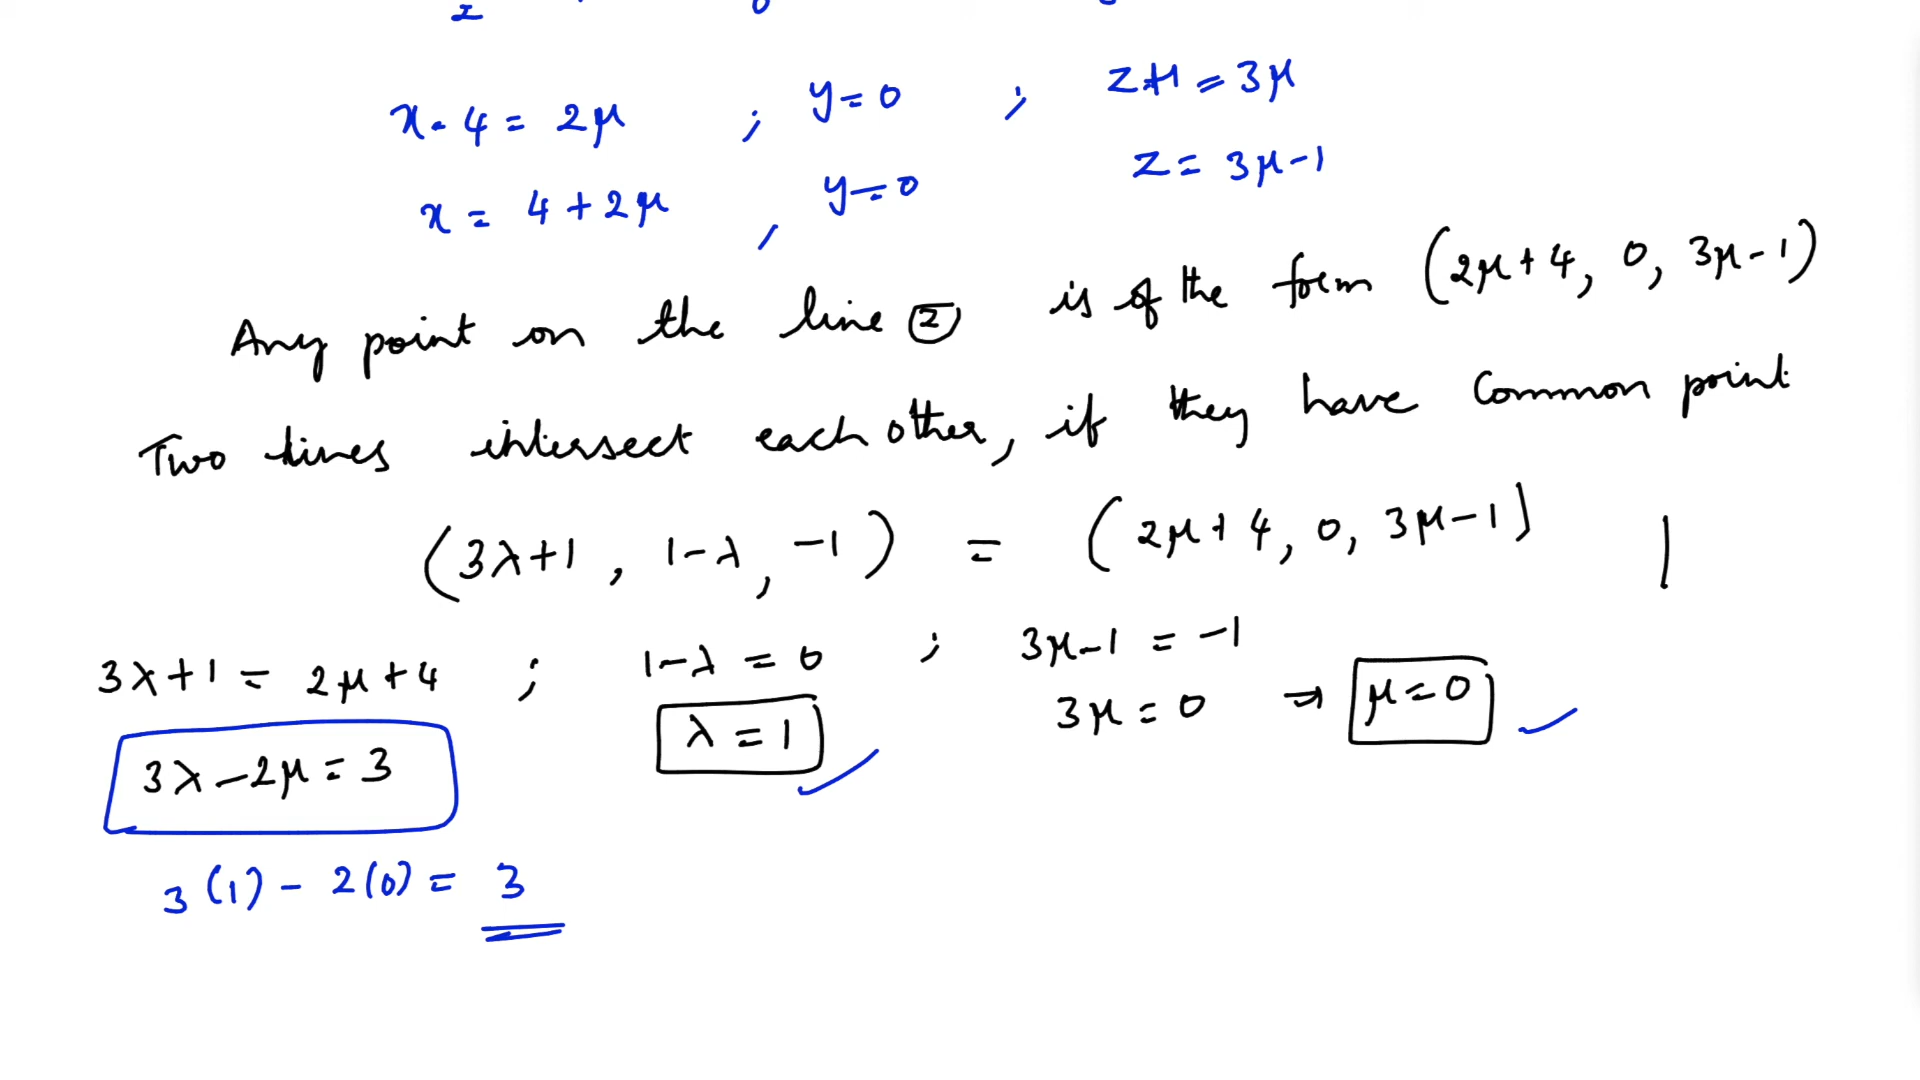 x-4 = 2μ ; y=0 ; z+1 = 3μ
x = 4+2μ , y=0 z = 3μ-1
Any point on the line ② is of the form (2μ+4, 0, 3μ-1)
Two lines intersect each other, if they have Common point
(3λ+1, 1-λ, -1) = (2μ+4, 0, 3μ-1)
3λ+1 = 2μ+4 ; 1-λ = 0 ; 3μ-1 = -1
λ = 1 3μ = 0 ⇒ μ=0
3λ-2μ = 3
3(1) - 2(0) = 3